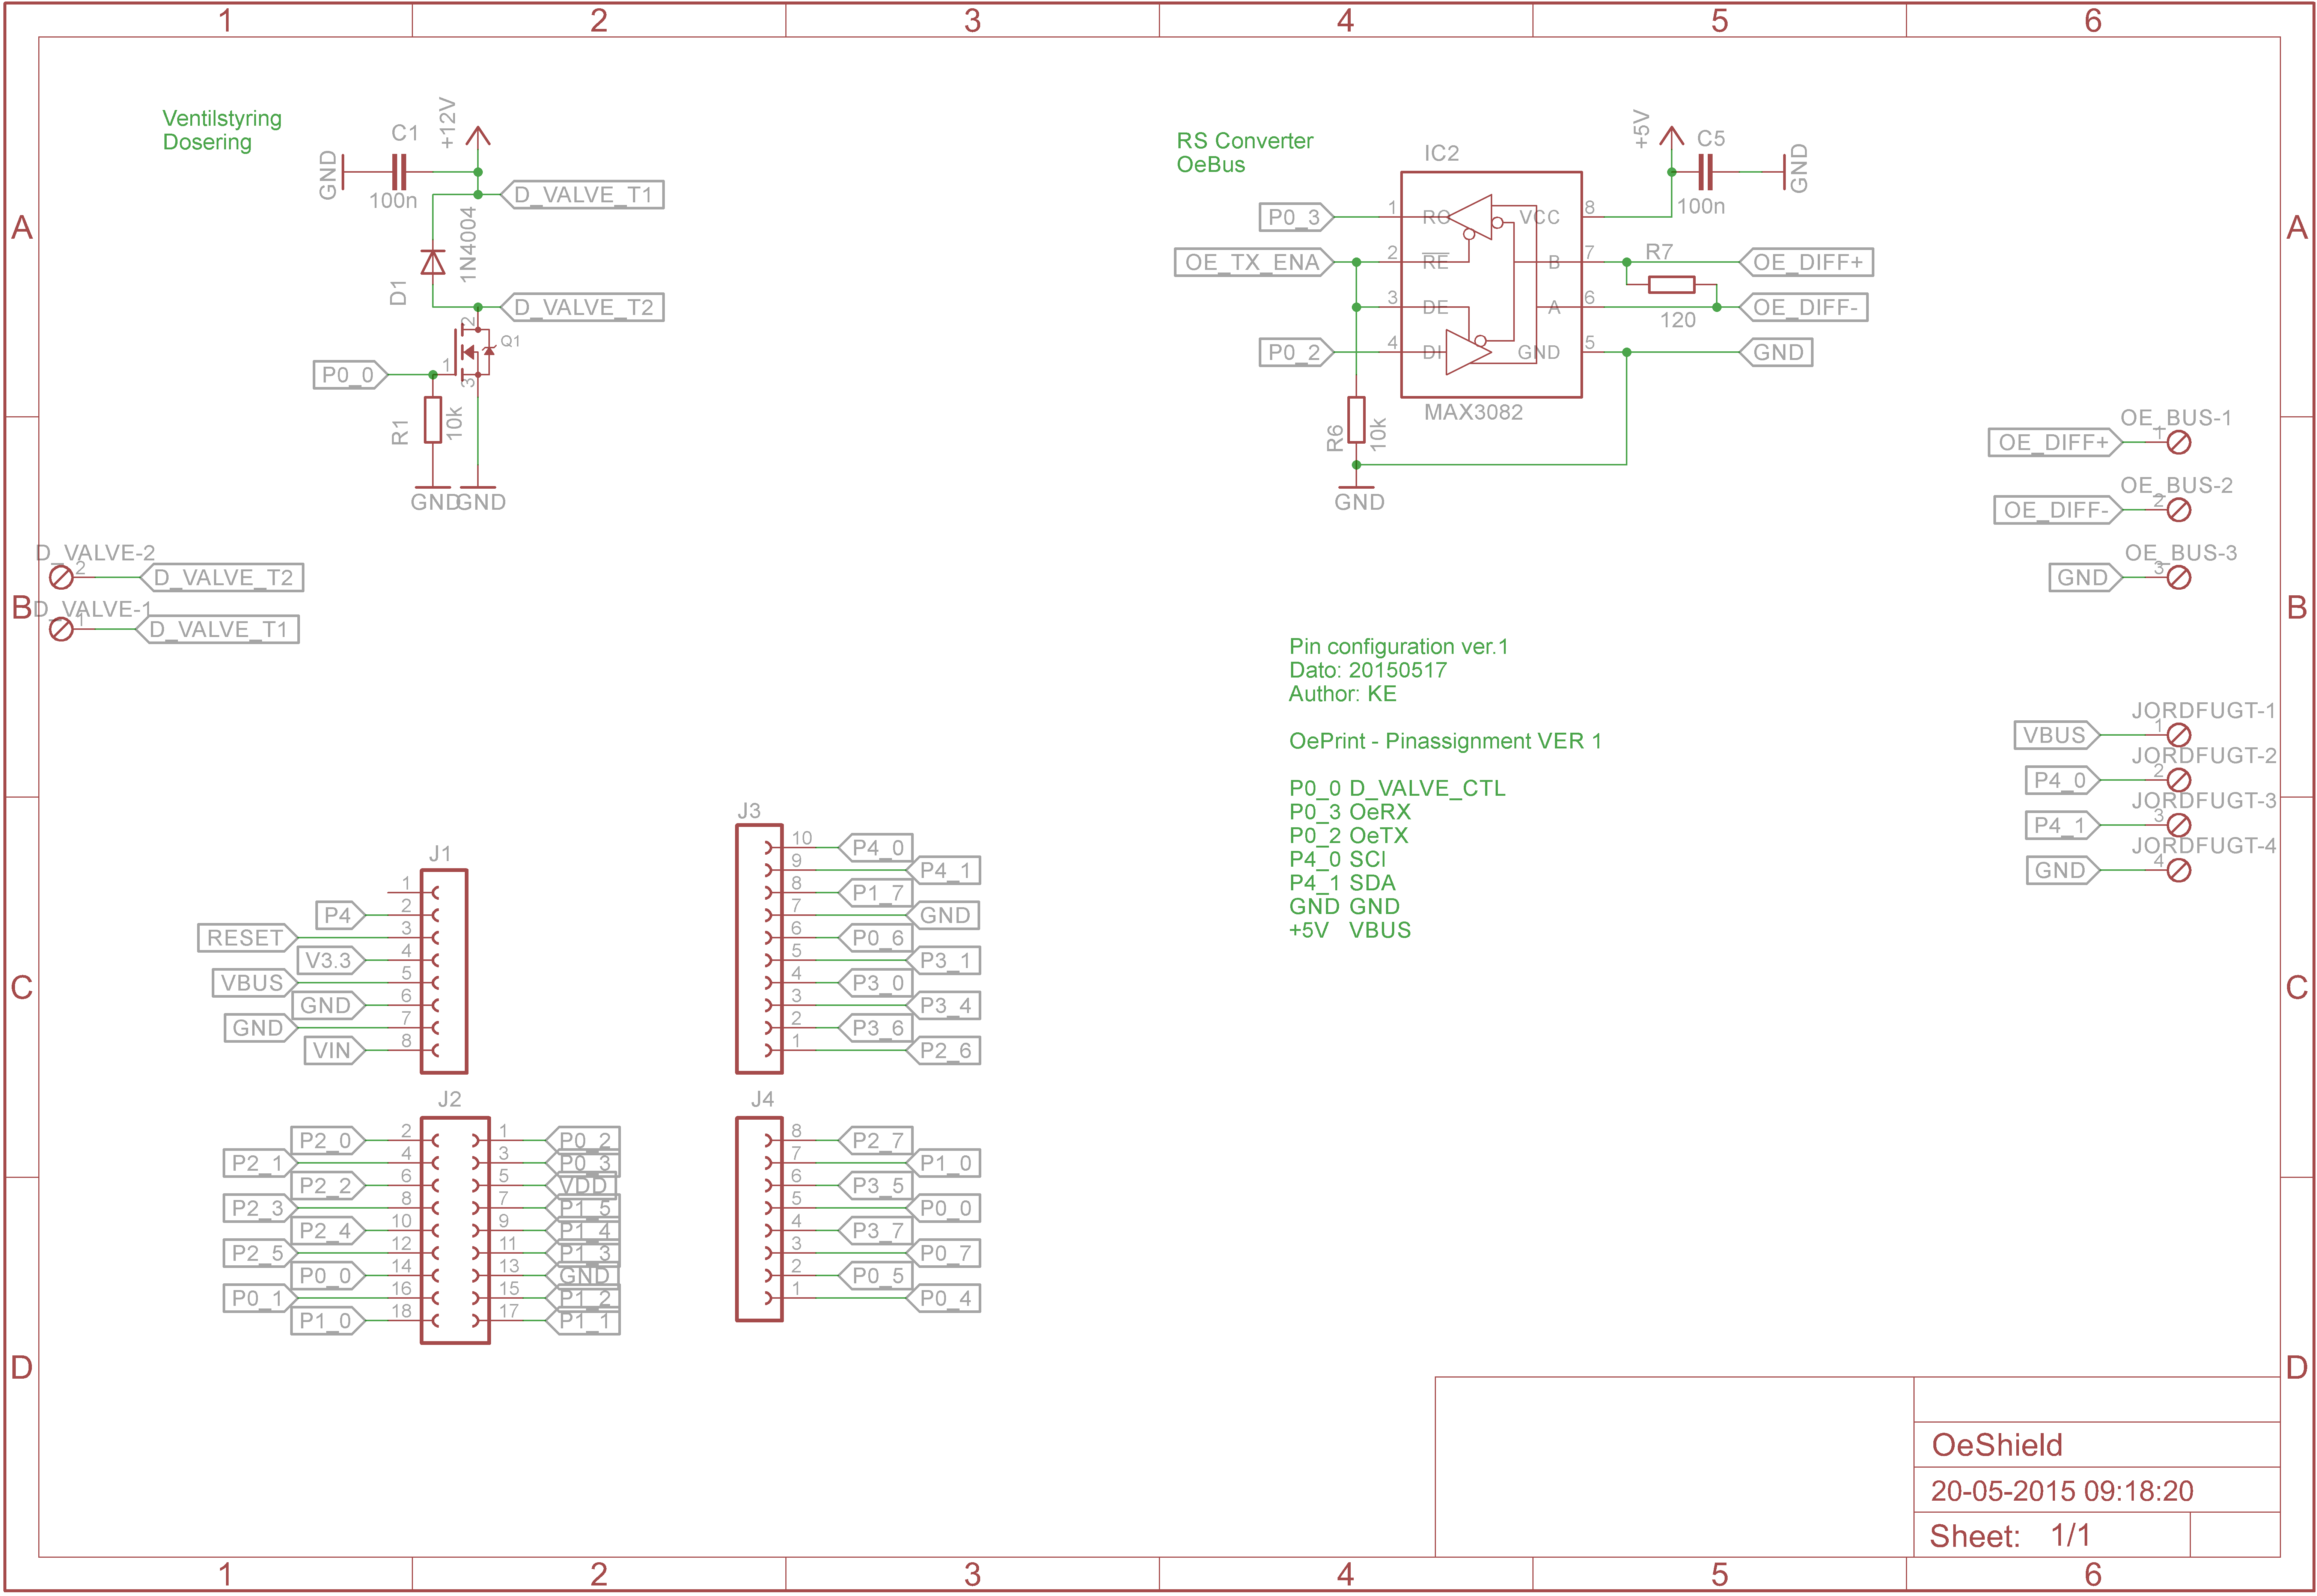 1 2 3 4 5 6
Ventilstyring
Dosering
C1
100n
GND
+12V
D_VALVE_T1
1N4004
D1
D_VALVE_T2
2
Q1
P0_0
1
3
R1
10k
GND
GND
RS Converter
OeBus
IC2
+5V
C5
100n
GND
P0_3
1
RO
VCC
8
OE_TX_ENA
2
RE
B
7
R7
OE_DIFF+
3
DE
A
6
120
OE_DIFF-
P0_2
4
DI
GND
5
GND
MAX3082
R6
10k
GND
A
A
OE_BUS-1
OE_DIFF+
1
OE_BUS-2
OE_DIFF-
2
OE_BUS-3
GND
3
D_VALVE-2
2
D_VALVE_T2
D_VALVE-1
1
D_VALVE_T1
B
B
Pin configuration ver.1
Dato: 20150517
Author: KE
OePrint - Pinassignment VER 1
P0_0 D_VALVE_CTL
P0_3 OeRX
P0_2 OeTX
P4_0 SCI
P4_1 SDA
GND GND
+5V VBUS
JORDFUGT-1
VBUS
1
JORDFUGT-2
P4_0
2
JORDFUGT-3
P4_1
3
JORDFUGT-4
GND
4
J1
1
P4 2
RESET 3
V3.3 4
VBUS 5
GND 6
GND 7
VIN 8
J3
10 P4_0
9 P4_1
8 P1_7
7 GND
6 P0_6
5 P3_1
4 P3_0
3 P3_4
2 P3_6
1 P2_6
C
C
J2
P2_0 2 1 P0_2
P2_1 4 3 P0_3
P2_2 6 5 VDD
P2_3 8 7 P1_5
P2_4 10 9 P1_4
P2_5 12 11 P1_3
P0_0 14 13 GND
P0_1 16 15 P1_2
P1_0 18 17 P1_1
J4
8 P2_7
7 P1_0
6 P3_5
5 P0_0
4 P3_7
3 P0_7
2 P0_5
1 P0_4
D
D
OeShield
20-05-2015 09:18:20
Sheet: 1/1
1 2 3 4 5 6